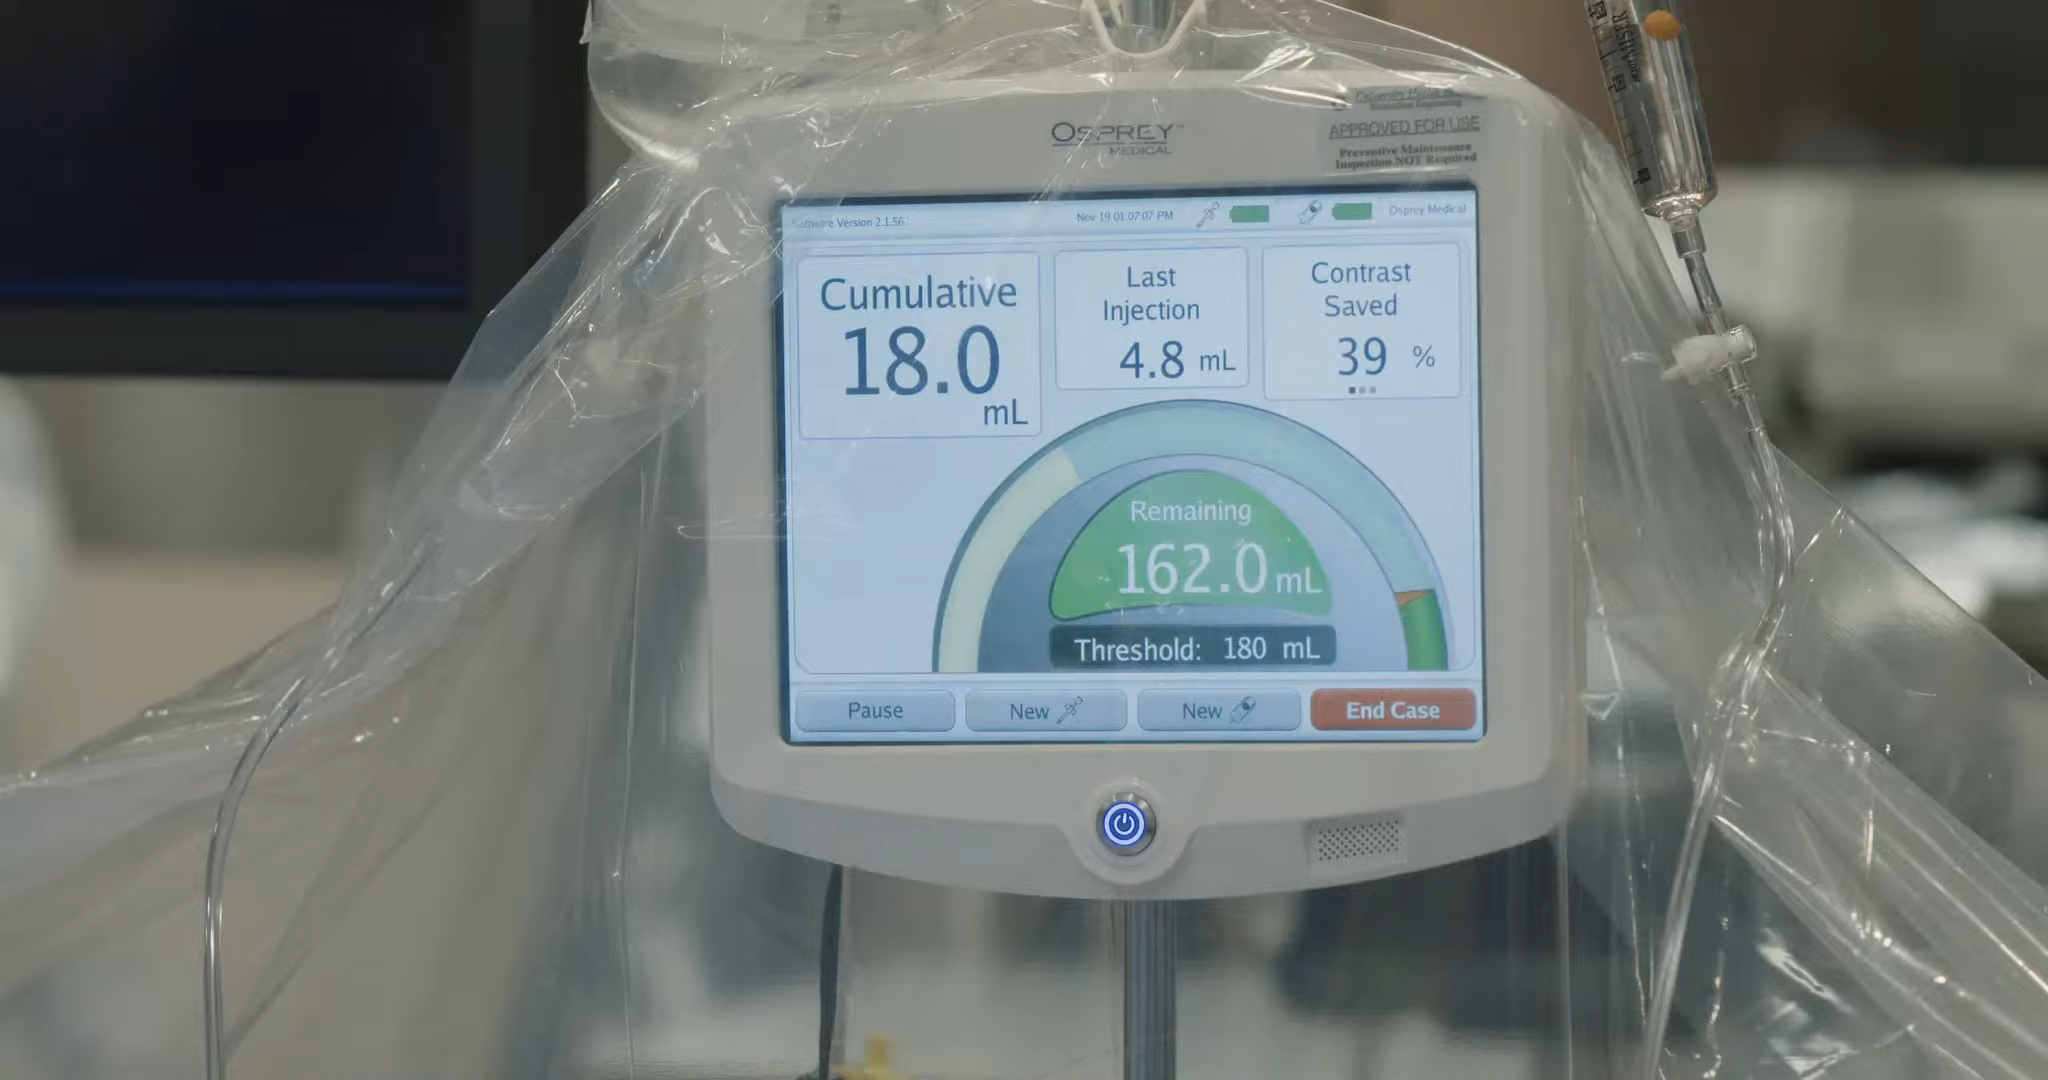 OSPREY™
MEDICAL
APPROVED FOR USE
Preventive Maintenance
Inspection NOT Required
Software Version 2.1.56
Nov 19 01:07:07 PM
Osprey Medical
Cumulative
18.0
mL
Last
Injection
4.8 mL
Contrast
Saved
39 %
Remaining
162.0 mL
Threshold: 180 mL
Pause
New
New
End Case